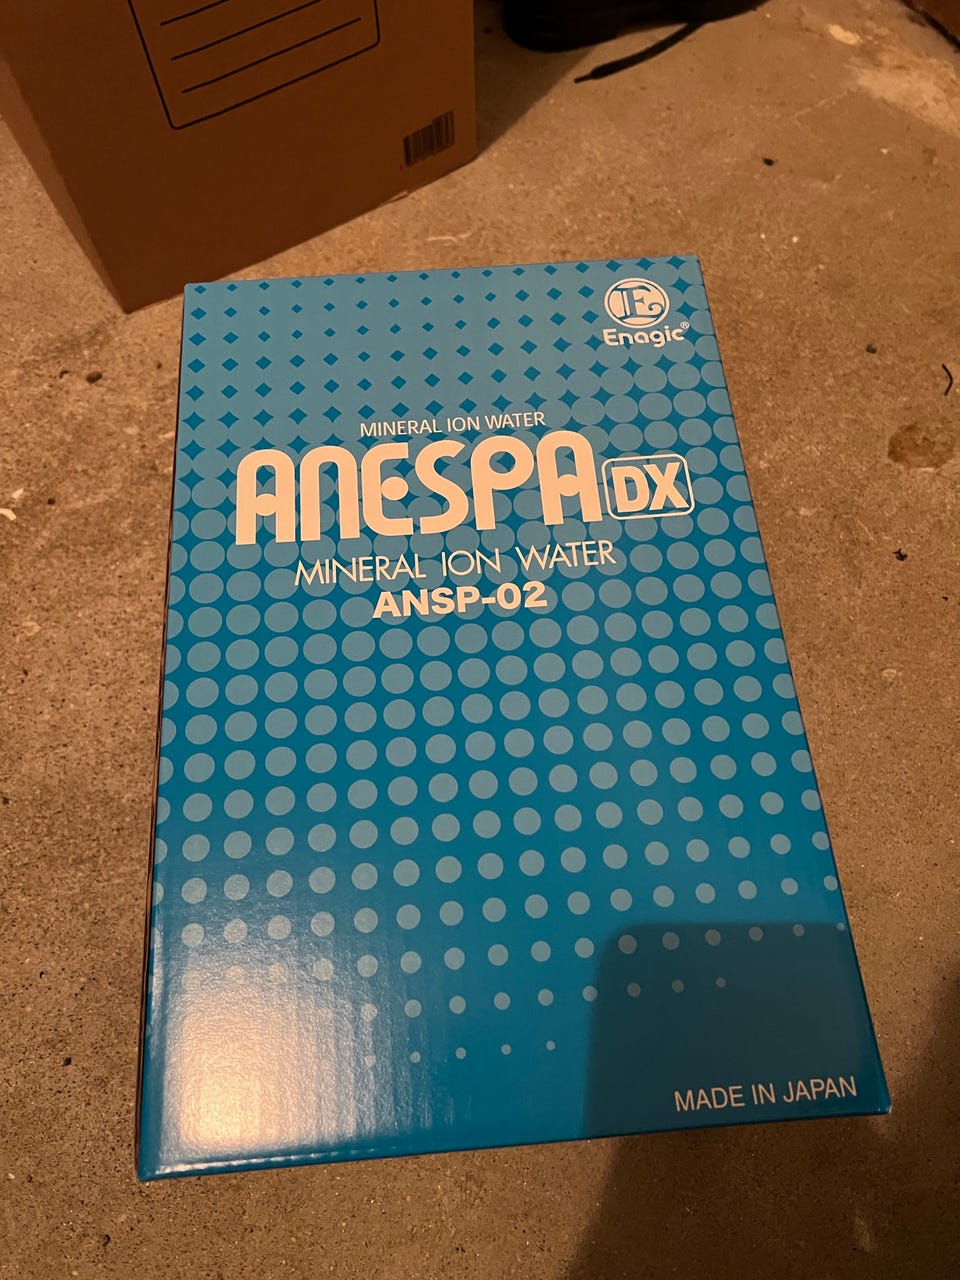 E
Enagic®
MINERAL ION WATER
ANESPA DX
MINERAL ION WATER
ANSP-02
MADE IN JAPAN